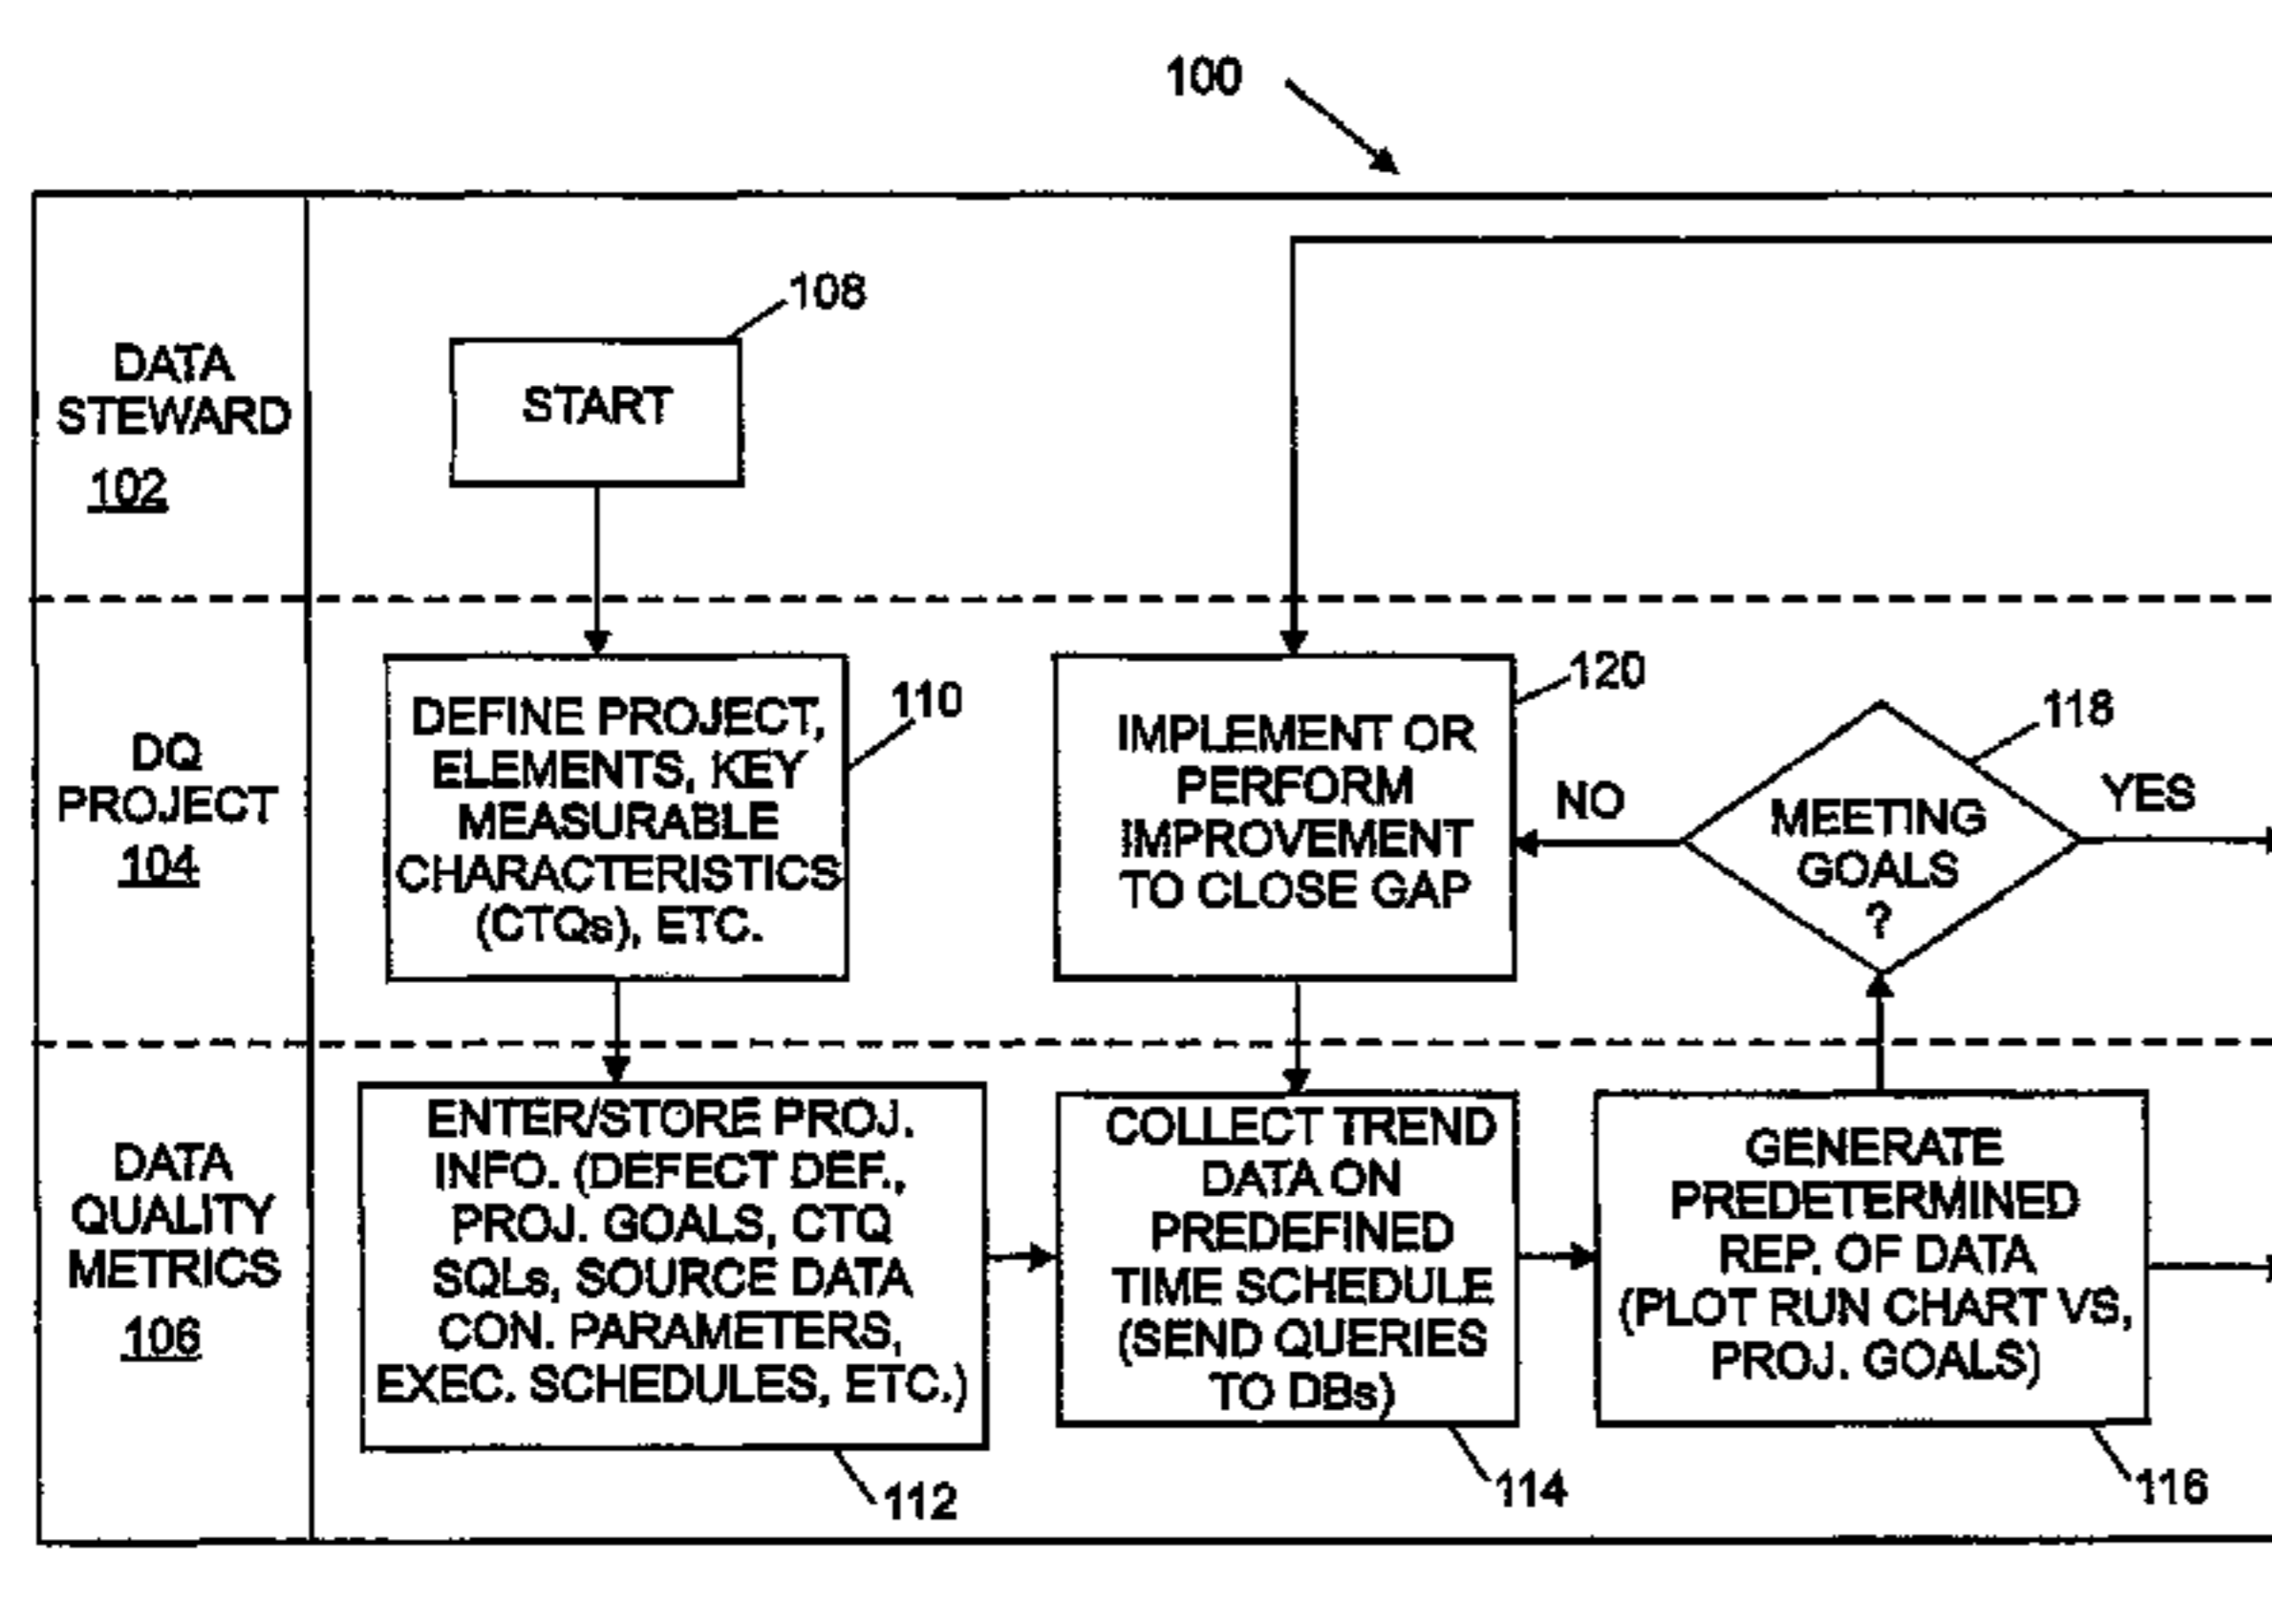 100
DATA
STEWARD
102
108
START
DQ
PROJECT
104
DEFINE PROJECT,
ELEMENTS, KEY
MEASURABLE
CHARACTERISTICS
(CTQs), ETC.
110
IMPLEMENT OR
PERFORM
IMPROVEMENT
TO CLOSE GAP
120
NO
MEETING
GOALS
?
118
YES
DATA
QUALITY
METRICS
106
ENTER/STORE PROJ.
INFO. (DEFECT DEF.,
PROJ. GOALS, CTQ
SQLs, SOURCE DATA
CON. PARAMETERS,
EXEC. SCHEDULES, ETC.)
112
COLLECT TREND
DATA ON
PREDEFINED
TIME SCHEDULE
(SEND QUERIES
TO DBs)
114
GENERATE
PREDETERMINED
REP. OF DATA
(PLOT RUN CHART VS,
PROJ. GOALS)
116